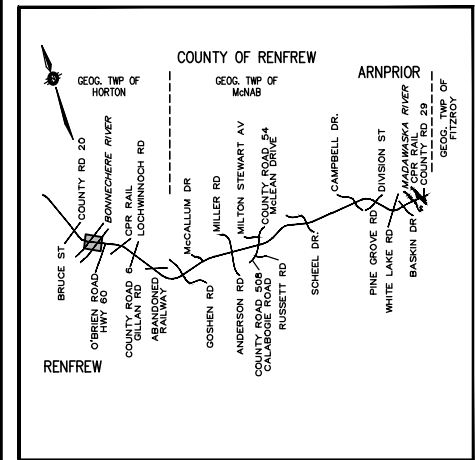 COUNTY OF RENFREW
ARNPRIOR
GEOG. TWP OF
HORTON
GEOG. TWP OF
McNAB
GEOG. TWP OF
FITZROY
BRUCE ST
COUNTY RD 20
BONNECHERE RIVER
O'BRIEN ROAD
HWY 60
CPR RAIL
COUNTY ROAD 6
GILLAN RD
LOCHWINNOCH RD
ABANDONED
RAILWAY
McCALLUM DR
GOSHEN RD
MILLER RD
ANDERSON RD
MILTON STEWART AV
COUNTY ROAD 508
CALABOGIE ROAD
COUNTY ROAD 54
McLEAN DRIVE
RUSSETT RD
SCHEEL DR.
CAMPBELL DR.
PINE GROVE RD
DIVISION ST
WHITE LAKE RD
MADAWASKA RIVER
CPR RAIL
COUNTY RD 29
BASKIN DR
RENFREW